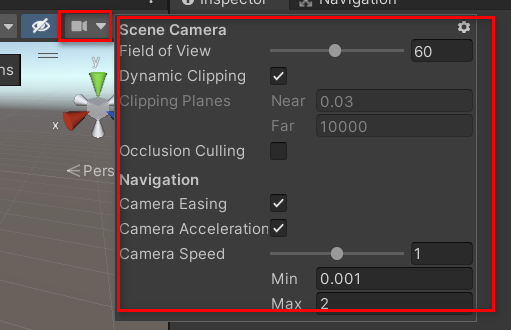 Inspector
Navigation
ns
y
x
Pers
Scene Camera
Field of View 60
Dynamic Clipping
Clipping Planes Near 0.03
Far 10000
Occlusion Culling
Navigation
Camera Easing
Camera Acceleration
Camera Speed 1
Min 0.001
Max 2